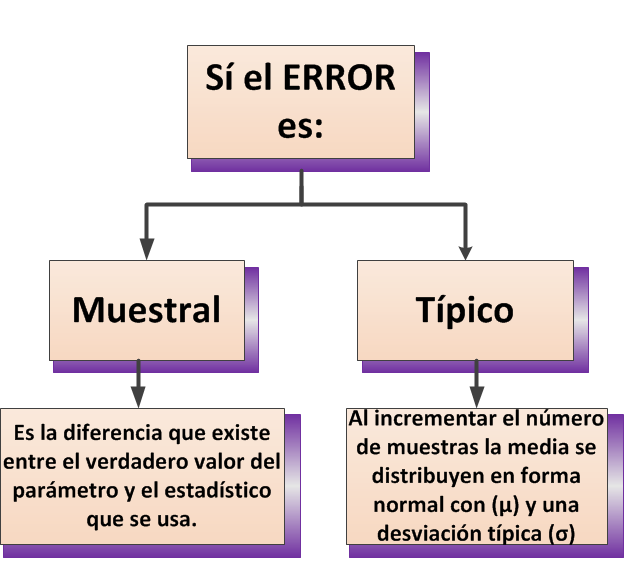 Sí el ERROR
es:
Muestral
Típico
Es la diferencia que existe
entre el verdadero valor del
parámetro y el estadístico
que se usa.
Al incrementar el número
de muestras la media se
distribuyen en forma
normal con (μ) y una
desviación típica (σ)